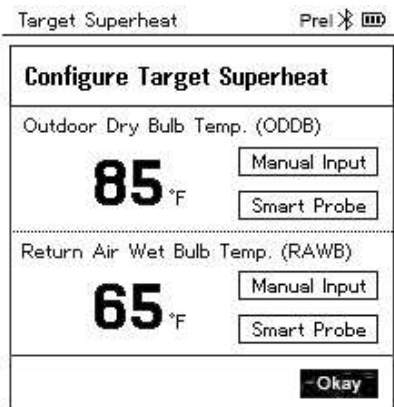 Target Superheat Prel
Configure Target Superheat
Outdoor Dry Bulb Temp. (ODDB)
85 °F
Manual Input
Smart Probe
Return Air Wet Bulb Temp. (RAWB)
65 °F
Manual Input
Smart Probe
Okay